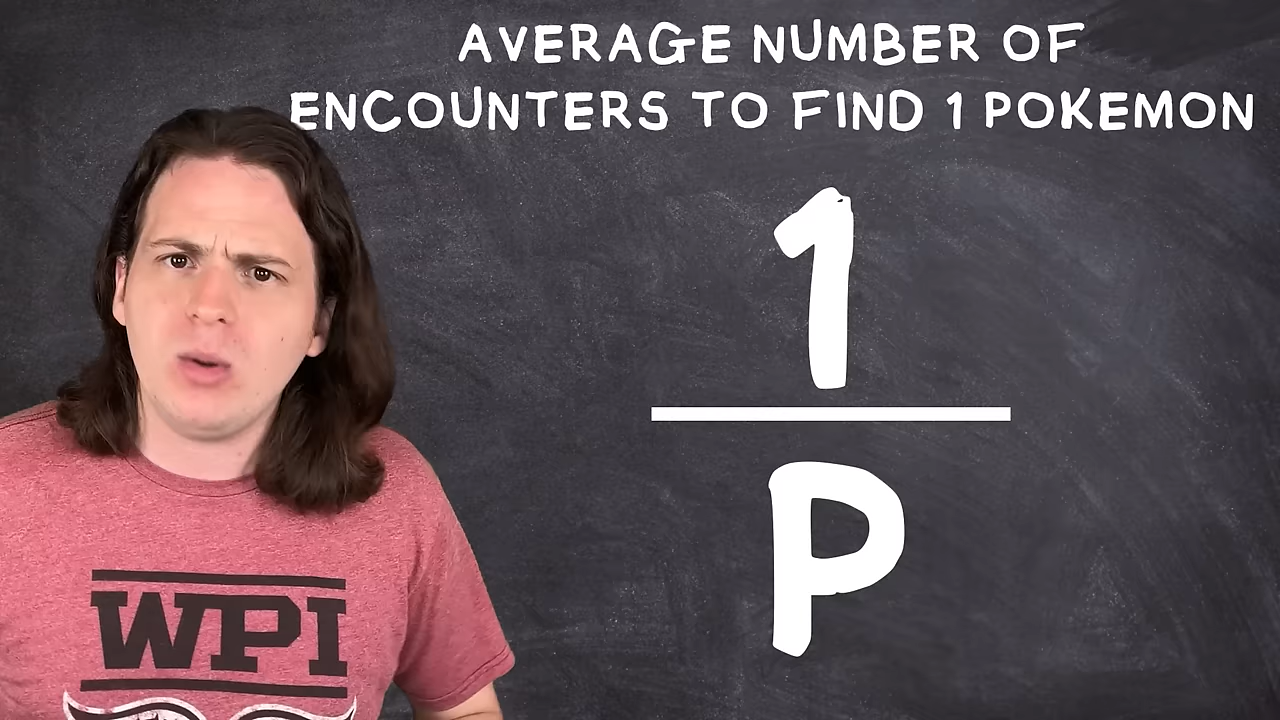 AVERAGE NUMBER OF
ENCOUNTERS TO FIND 1 POKEMON
1
P
WPI